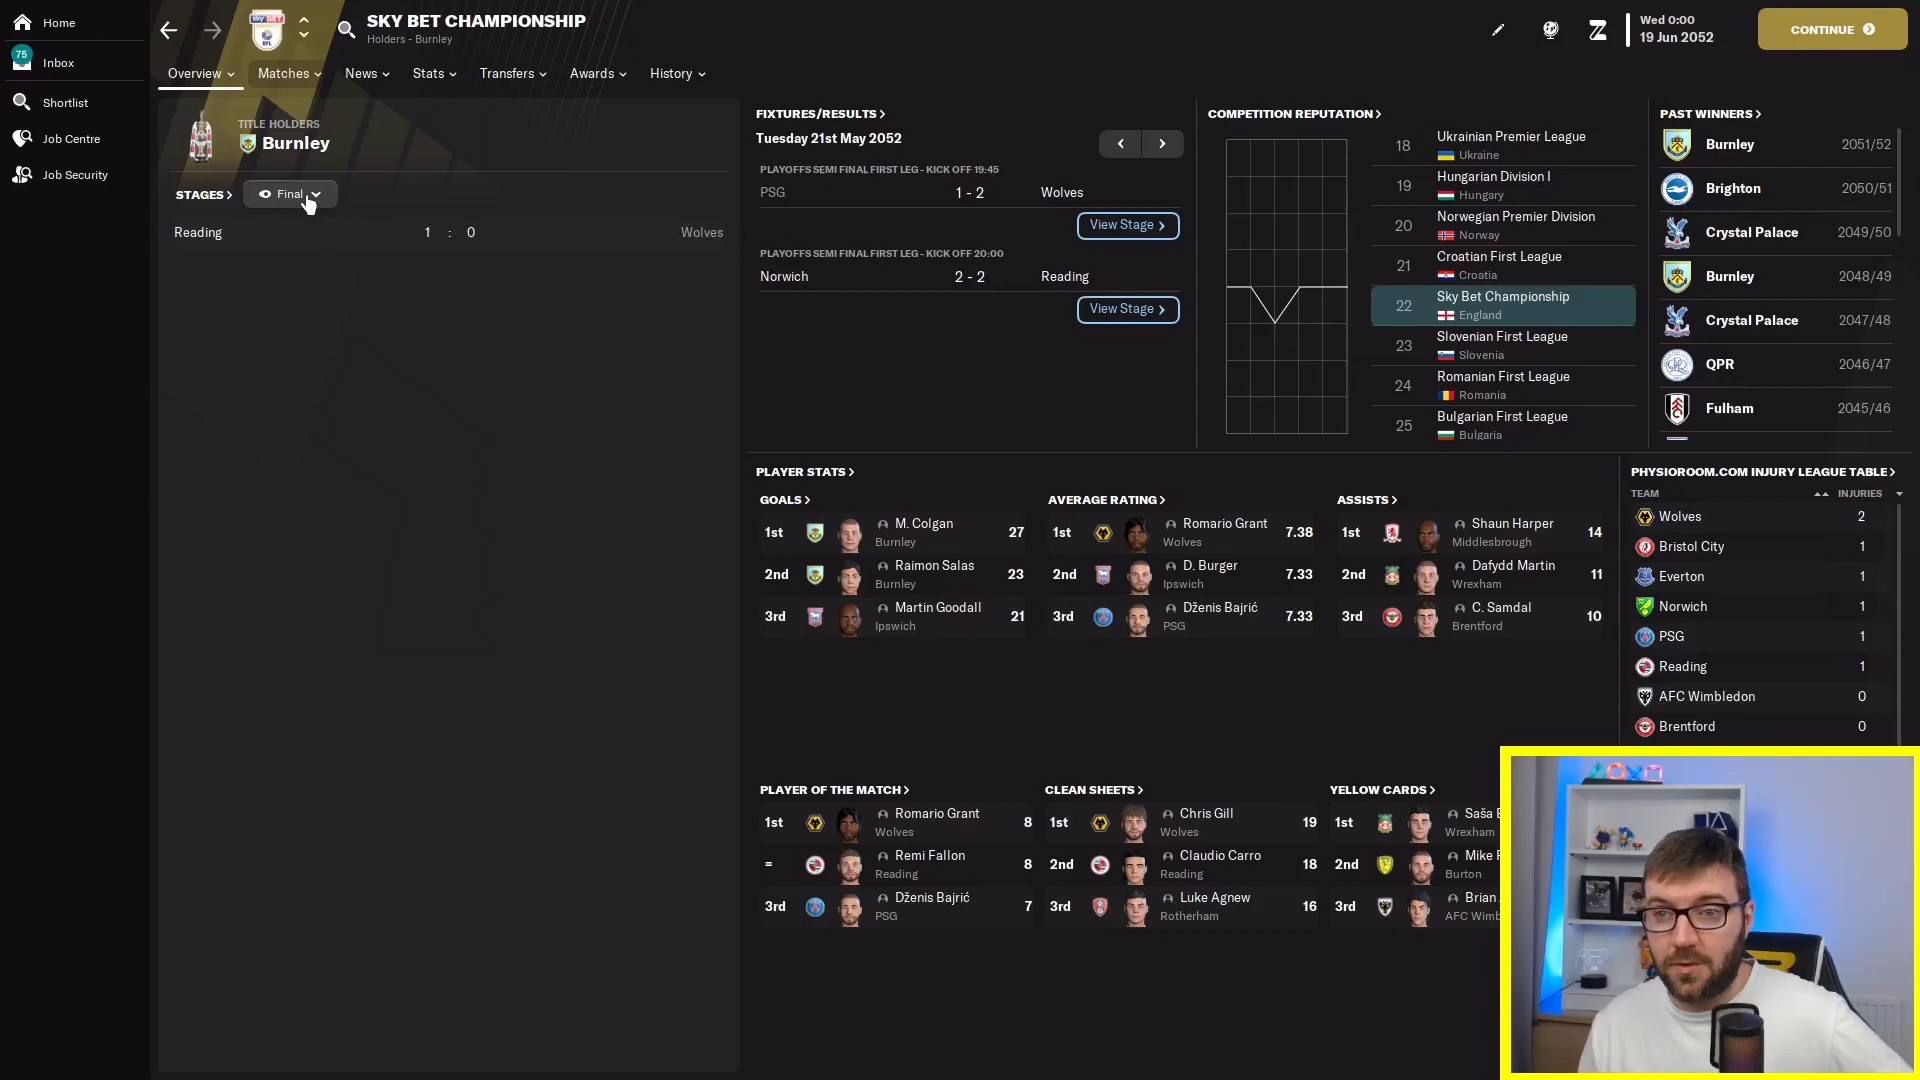 Home
75
Inbox
Shortlist
Job Centre
Job Security
SKY BET
EFL
SKY BET CHAMPIONSHIP
Holders - Burnley
Wed 0:00
19 Jun 2052
CONTINUE
Overview
Matches
News
Stats
Transfers
Awards
History
TITLE HOLDERS
Burnley
STAGES
Final
Reading 1 : 0 Wolves
FIXTURES/RESULTS
Tuesday 21st May 2052
PLAYOFFS SEMI FINAL FIRST LEG - KICK OFF 19:45
PSG 1 - 2 Wolves
View Stage
PLAYOFFS SEMI FINAL FIRST LEG - KICK OFF 20:00
Norwich 2 - 2 Reading
View Stage
COMPETITION REPUTATION
18 Ukrainian Premier League
Ukraine
19 Hungarian Division I
Hungary
20 Norwegian Premier Division
Norway
21 Croatian First League
Croatia
22 Sky Bet Championship
England
23 Slovenian First League
Slovenia
24 Romanian First League
Romania
25 Bulgarian First League
Bulgaria
PAST WINNERS
Burnley 2051/52
Brighton 2050/51
Crystal Palace 2049/50
Burnley 2048/49
Crystal Palace 2047/48
QPR 2046/47
Fulham 2045/46
PLAYER STATS
GOALS
1st M. Colgan 27
Burnley
2nd Raimon Salas 23
Burnley
3rd Martin Goodall 21
Ipswich
AVERAGE RATING
1st Romario Grant 7.38
Wolves
2nd D. Burger 7.33
Ipswich
3rd Dženis Bajrić 7.33
PSG
ASSISTS
1st Shaun Harper 14
Middlesbrough
2nd Dafydd Martin 11
Wrexham
3rd C. Samdal 10
Brentford
PHYSIOROOM.COM INJURY LEAGUE TABLE
TEAM INJURIES
Wolves 2
Bristol City 1
Everton 1
Norwich 1
PSG 1
Reading 1
AFC Wimbledon 0
Brentford 0
PLAYER OF THE MATCH
1st Romario Grant 8
Wolves
= Remi Fallon 8
Reading
3rd Dženis Bajrić 7
PSG
CLEAN SHEETS
1st Chris Gill 19
Wolves
2nd Claudio Carro 18
Reading
3rd Luke Agnew 16
Rotherham
YELLOW CARDS
1st Saša
Wrexham
2nd Mike
Burton
3rd Brian
AFC